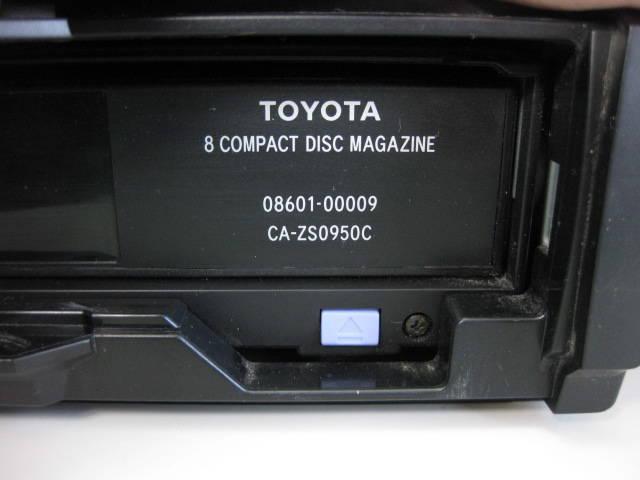 TOYOTA
8 COMPACT DISC MAGAZINE
08601-00009
CA-ZS0950C